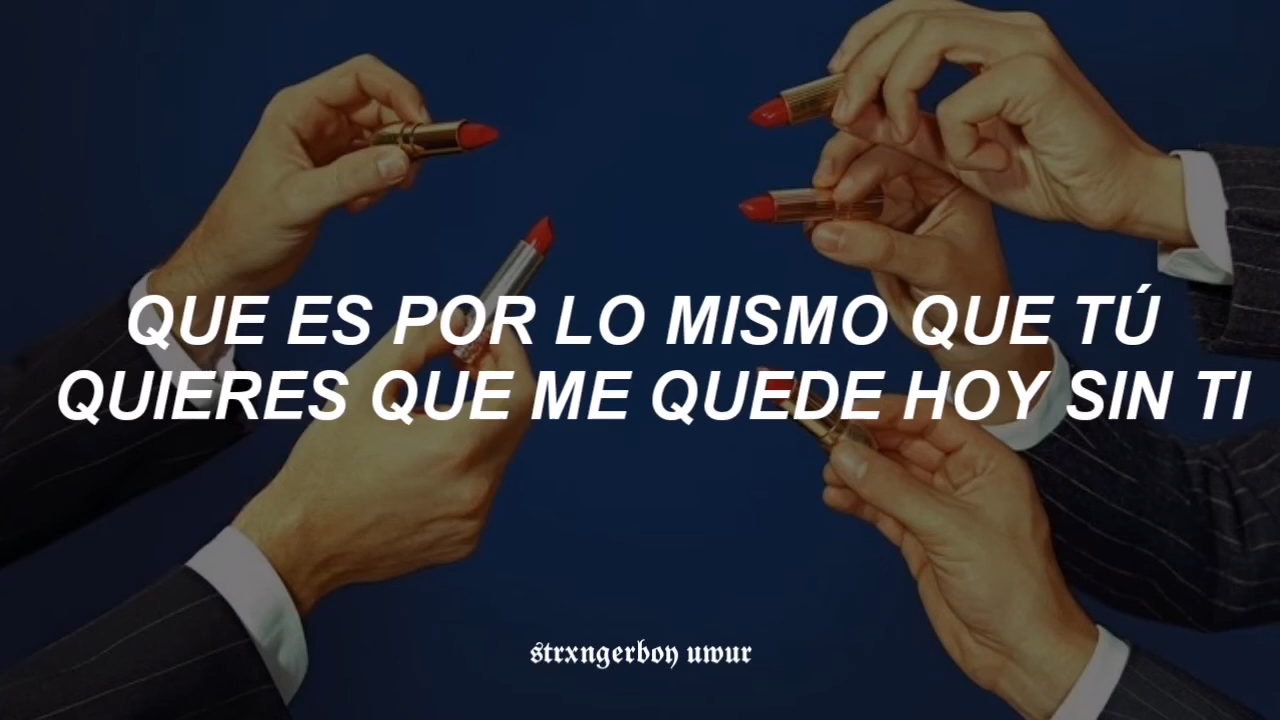 QUE ES POR LO MISMO QUE TÚ
QUIERES QUE ME QUEDE HOY SIN TI
strxngerboy uwur